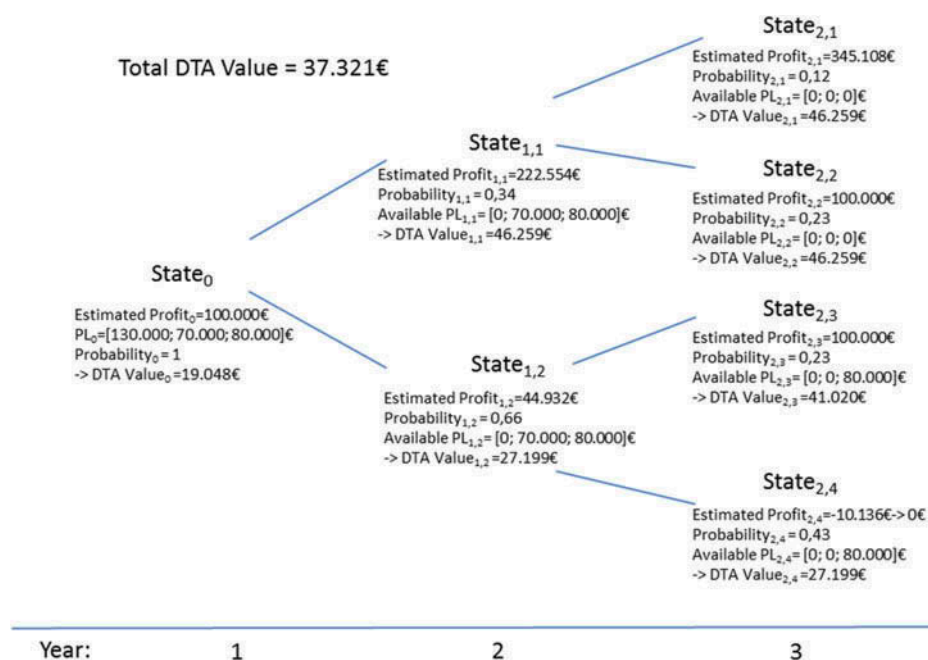 Total DTA Value = 37.321€
State0
Estimated Profit0=100.000€
PL0=[130.000; 70.000; 80.000]€
Probability0 = 1
-> DTA Value0 =19.048€
State1,1
Estimated Profit1,1=222.554€
Probability1,1 = 0,34
Available PL1,1= [0; 70.000; 80.000]€
-> DTA Value1,1 =46.259€
State1,2
Estimated Profit1,2=44.932€
Probability1,2 = 0,66
Available PL1,2= [0; 70.000; 80.000]€
-> DTA Value1,2 =27.199€
State2,1
Estimated Profit2,1=345.108€
Probability2,1 = 0,12
Available PL2,1= [0; 0; 0]€
-> DTA Value2,1 =46.259€
State2,2
Estimated Profit2,2=100.000€
Probability2,2 = 0,23
Available PL2,2= [0; 0; 0]€
-> DTA Value2,2 =46.259€
State2,3
Estimated Profit2,3=100.000€
Probability2,3 = 0,23
Available PL2,3= [0; 0; 80.000]€
-> DTA Value2,3 =41.020€
State2,4
Estimated Profit2,4=-10.136€-> 0€
Probability2,4 = 0,43
Available PL2,4= [0; 0; 80.000]€
-> DTA Value2,4 =27.199€
Year: 1 2 3